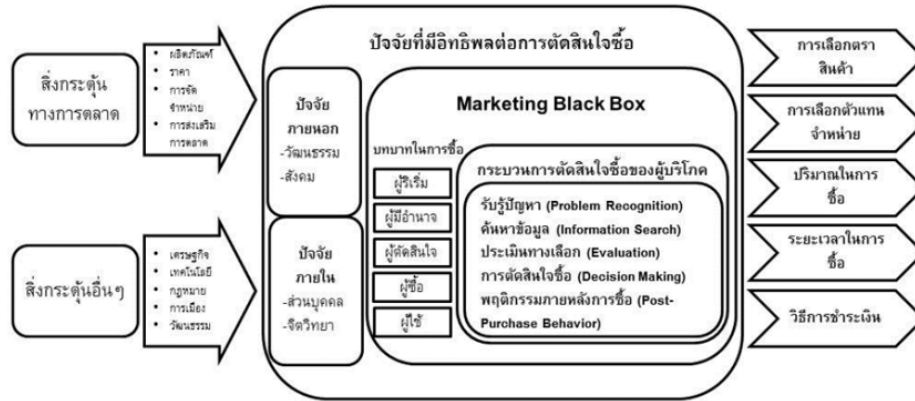 สิ่งกระตุ้น
ทางการตลาด
• ผลิตภัณฑ์
• ราคา
• การจัด
จำหน่าย
• การส่งเสริม
การตลาด
สิ่งกระตุ้นอื่นๆ
• เศรษฐกิจ
• เทคโนโลยี
• กฎหมาย
• การเมือง
• วัฒนธรรม
ปัจจัยที่มีอิทธิพลต่อการตัดสินใจซื้อ
ปัจจัย
ภายนอก
-วัฒนธรรม
-สังคม
ปัจจัย
ภายใน
-ส่วนบุคคล
-จิตวิทยา
Marketing Black Box
บทบาทในการซื้อ
ผู้ริเริ่ม
ผู้มีอำนาจ
ผู้ตัดสินใจ
ผู้ซื้อ
ผู้ใช้
กระบวนการตัดสินใจซื้อของผู้บริโภค
รับรู้ปัญหา (Problem Recognition)
ค้นหาข้อมูล (Information Search)
ประเมินทางเลือก (Evaluation)
การตัดสินใจซื้อ (Decision Making)
พฤติกรรมภายหลังการซื้อ (Post-
Purchase Behavior)
การเลือกตรา
สินค้า
การเลือกตัวแทน
จำหน่าย
ปริมาณในการ
ซื้อ
ระยะเวลาในการ
ซื้อ
วิธีการชำระเงิน